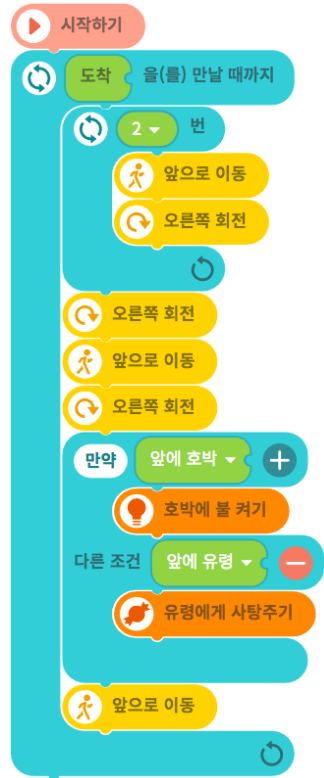 시작하기
도착 을(를) 만날 때까지
2 번
앞으로 이동
오른쪽 회전
오른쪽 회전
앞으로 이동
오른쪽 회전
만약 앞에 호박
호박에 불 켜기
다른 조건 앞에 유령
유령에게 사탕주기
앞으로 이동